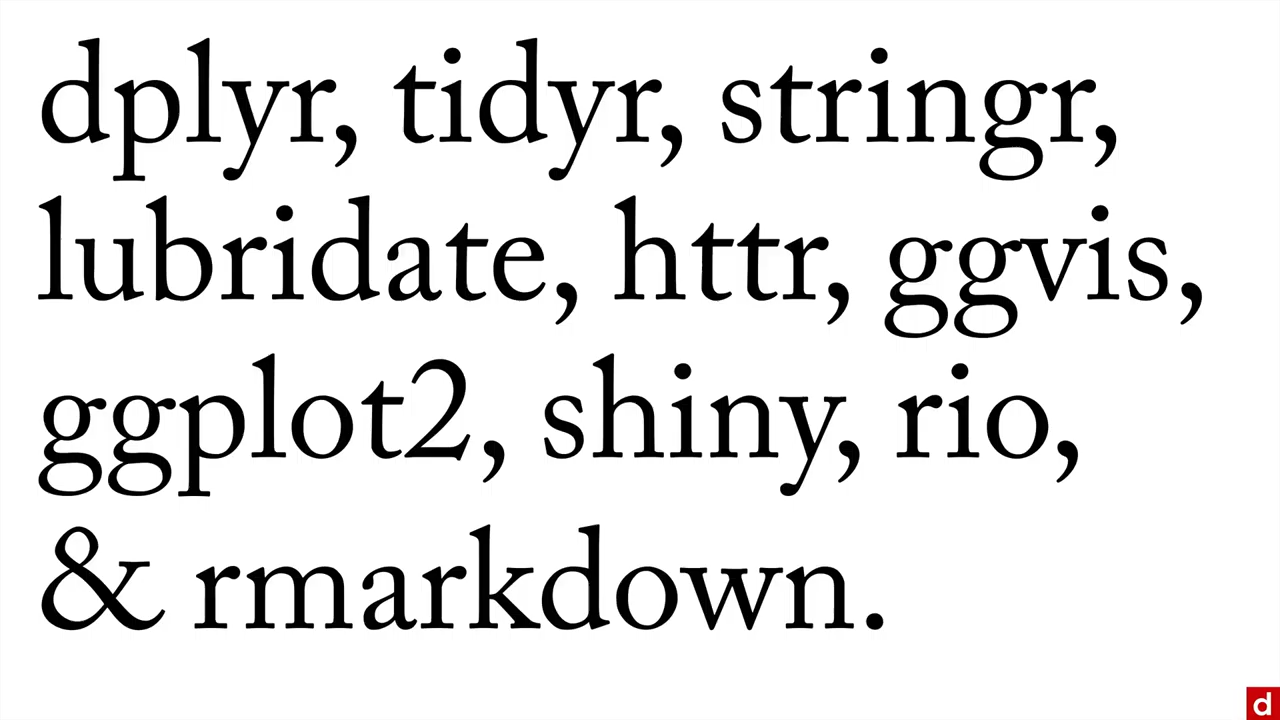 dplyr, tidyr, stringr,
lubridate, httr, ggvis,
ggplot2, shiny, rio,
& rmarkdown.
d